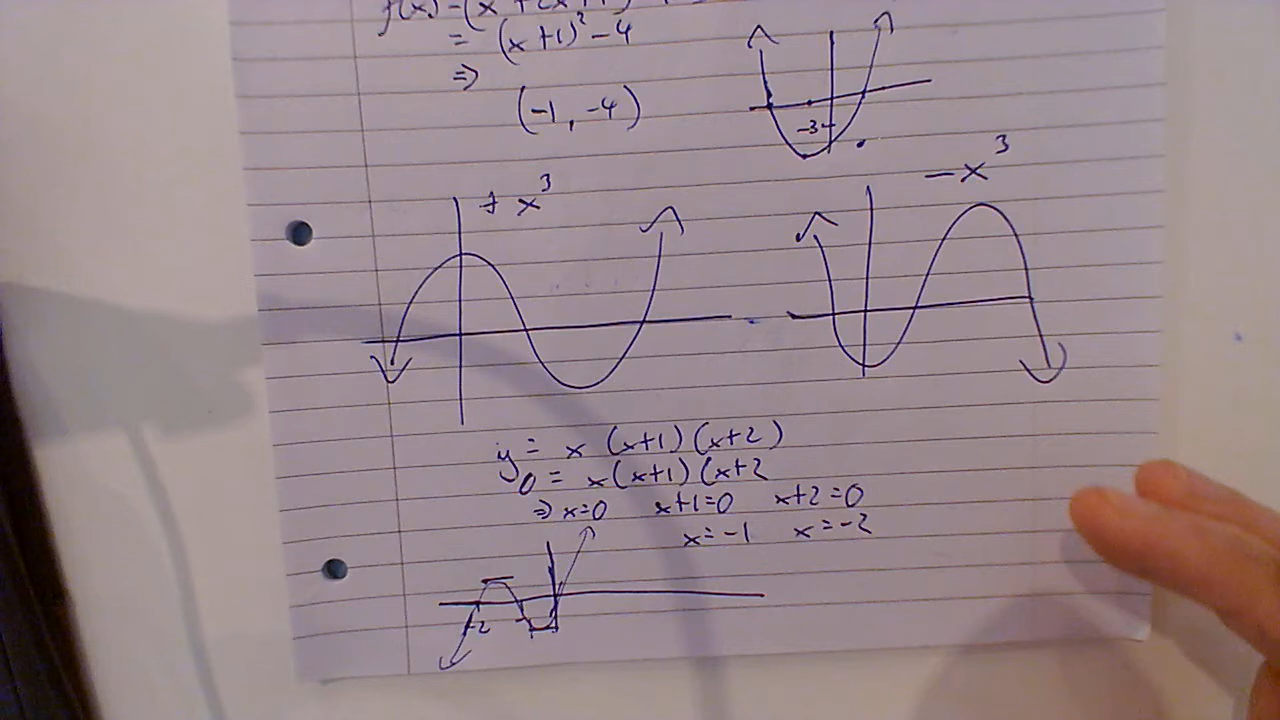 = (x+1)² - 4
⇒
(-1, -4)
-3
+x³
-x³
y = x (x+1)(x+2)
0 = x(x+1)(x+2
⇒ x=0 x+1=0 x+2=0
x=-1 x=-2
-2